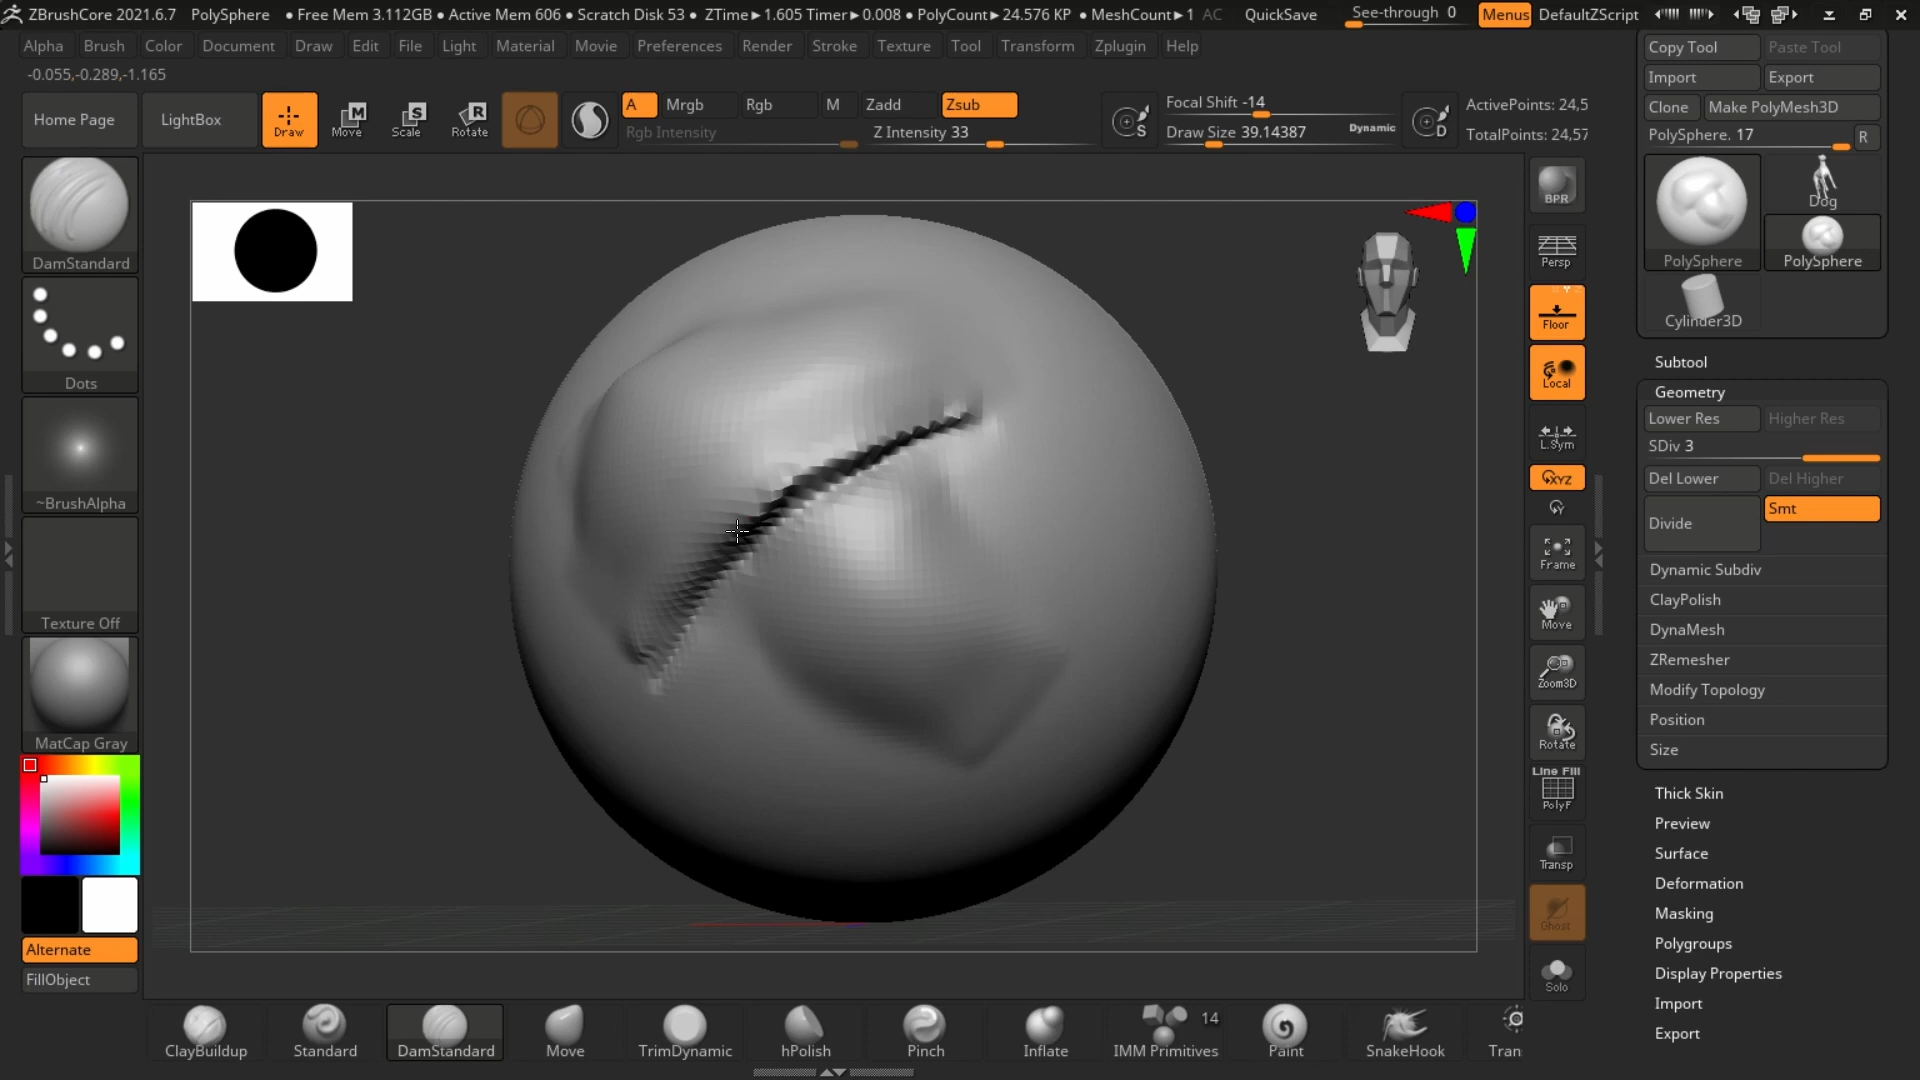 ZBrushCore 2021.6.7 PolySphere • Free Mem 3.112GB • Active Mem 606 • Scratch Disk 53 • ZTime►1.605 Timer►0.008 • PolyCount►24.576 KP • MeshCount►1 AC QuickSave See-through 0 Menus DefaultZScript
Alpha Brush Color Document Draw Edit File Light Material Movie Preferences Render Stroke Texture Tool Transform Zplugin Help
-0.055,-0.289,-1.165
Home Page LightBox Draw Move Scale Rotate
M S R
A Mrgb Rgb M Zadd Zsub
Rgb Intensity Z Intensity 33
S
Focal Shift -14
Draw Size 39.14387 Dynamic
D
ActivePoints: 24,5
TotalPoints: 24,57
DamStandard
Dots
~BrushAlpha
Texture Off
MatCap Gray
Alternate
FillObject
BPR
Persp
Floor
Local
L.Sym
XYZ
Y
Frame
Move
Zoom3D
Rotate
Line Fill
PolyF
Transp
Ghost
Solo
Copy Tool Paste Tool
Import Export
Clone Make PolyMesh3D
PolySphere. 17 R
PolySphere
Dog
PolySphere
Cylinder3D
Subtool
Geometry
Lower Res Higher Res
SDiv 3
Del Lower Del Higher
Divide Smt
Dynamic Subdiv
ClayPolish
DynaMesh
ZRemesher
Modify Topology
Position
Size
Thick Skin
Preview
Surface
Deformation
Masking
Polygroups
Display Properties
Import
Export
ClayBuildup Standard DamStandard Move TrimDynamic hPolish Pinch Inflate IMM Primitives 14 Paint SnakeHook Tran